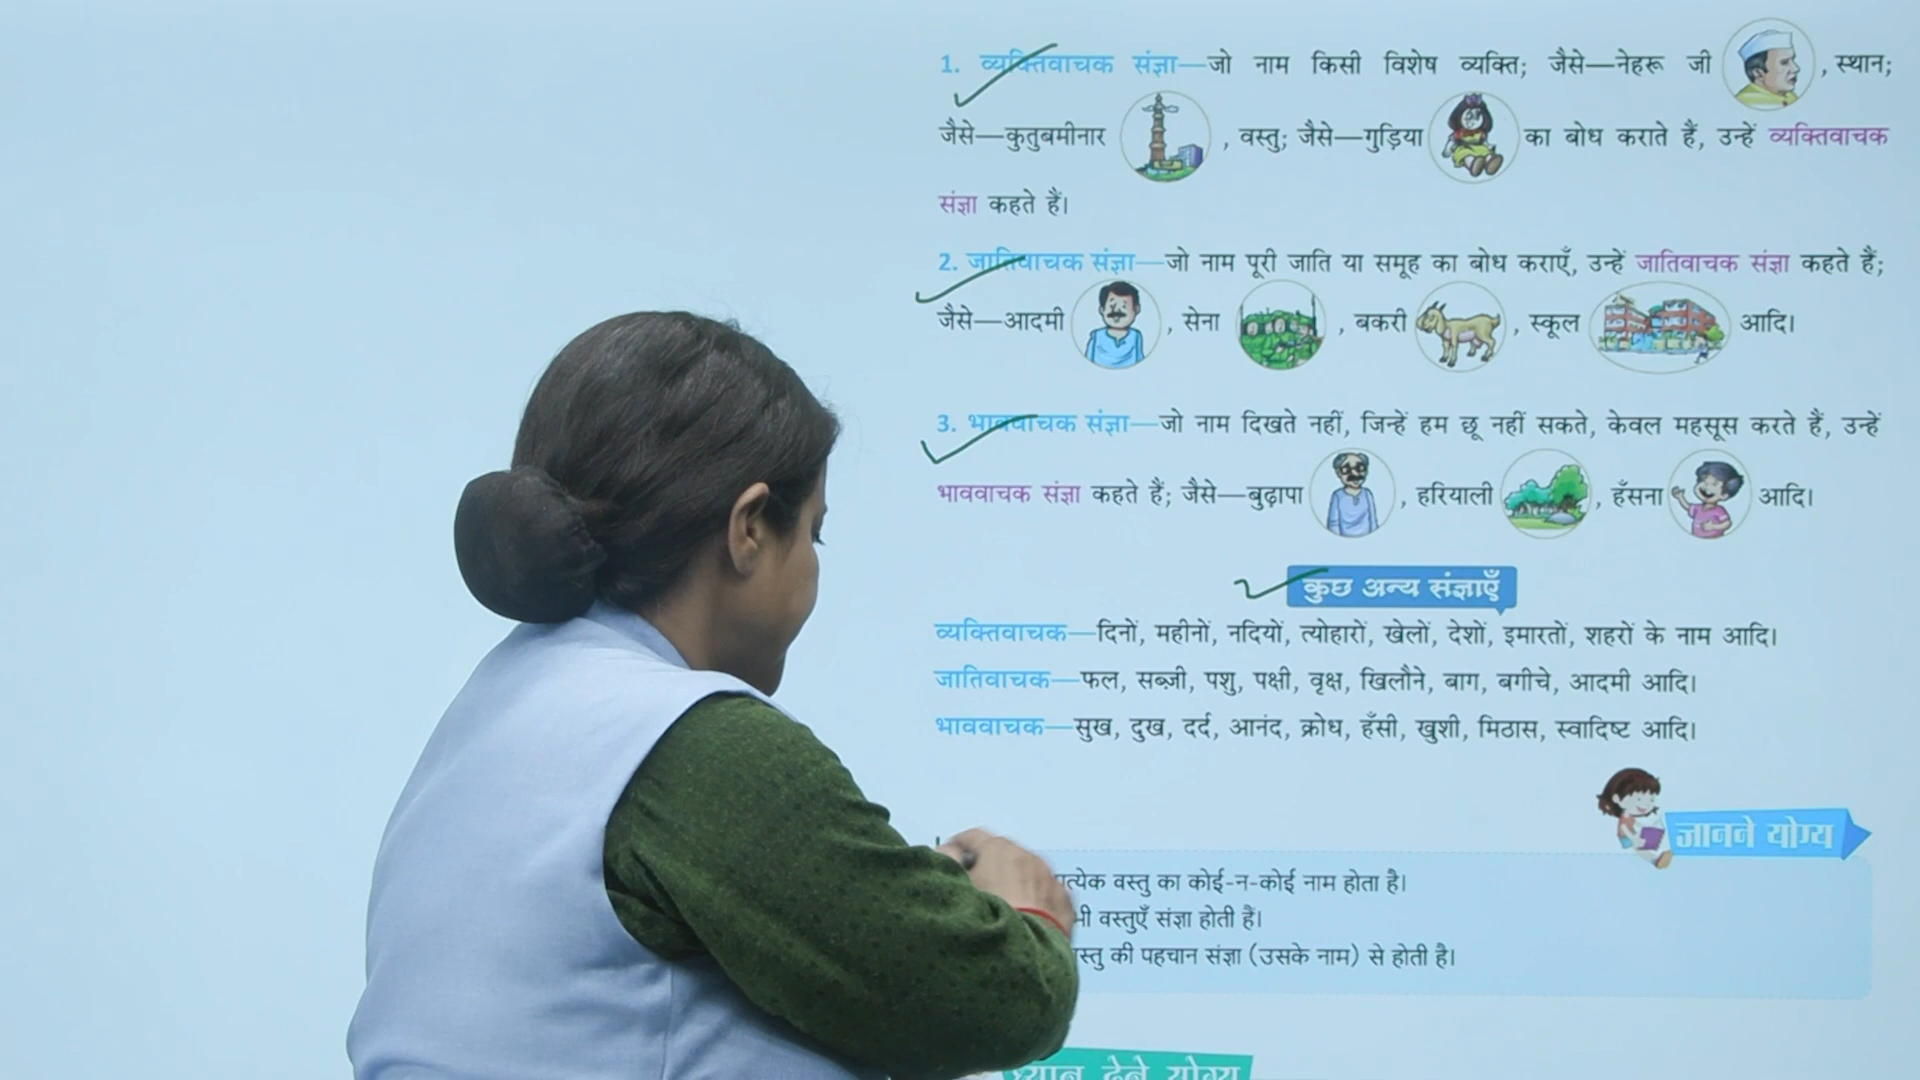 1. व्यक्तिवाचक संज्ञा—जो नाम किसी विशेष व्यक्ति; जैसे—नेहरू जी , स्थान;
जैसे—कुतुबमीनार , वस्तु; जैसे—गुड़िया का बोध कराते हैं, उन्हें व्यक्तिवाचक
संज्ञा कहते हैं।
2. जातिवाचक संज्ञा—जो नाम पूरी जाति या समूह का बोध कराएँ, उन्हें जातिवाचक संज्ञा कहते हैं;
जैसे—आदमी , सेना , बकरी , स्कूल आदि।
3. भाववाचक संज्ञा—जो नाम दिखते नहीं, जिन्हें हम छू नहीं सकते, केवल महसूस करते हैं, उन्हें
भाववाचक संज्ञा कहते हैं; जैसे—बुढ़ापा , हरियाली , हँसना आदि।
कुछ अन्य संज्ञाएँ
व्यक्तिवाचक—दिनों, महीनों, नदियों, त्योहारों, खेलों, देशों, इमारतों, शहरों के नाम आदि।
जातिवाचक—फल, सब्ज़ी, पशु, पक्षी, वृक्ष, खिलौने, बाग, बगीचे, आदमी आदि।
भाववाचक—सुख, दुख, दर्द, आनंद, क्रोध, हँसी, खुशी, मिठास, स्वादिष्ट आदि।
जानने योग्य
वस्तु का कोई-न-कोई नाम होता है।
वस्तुएँ संज्ञा होती हैं।
की पहचान संज्ञा (उसके नाम) से होती है।
ध्यान देने योग्य